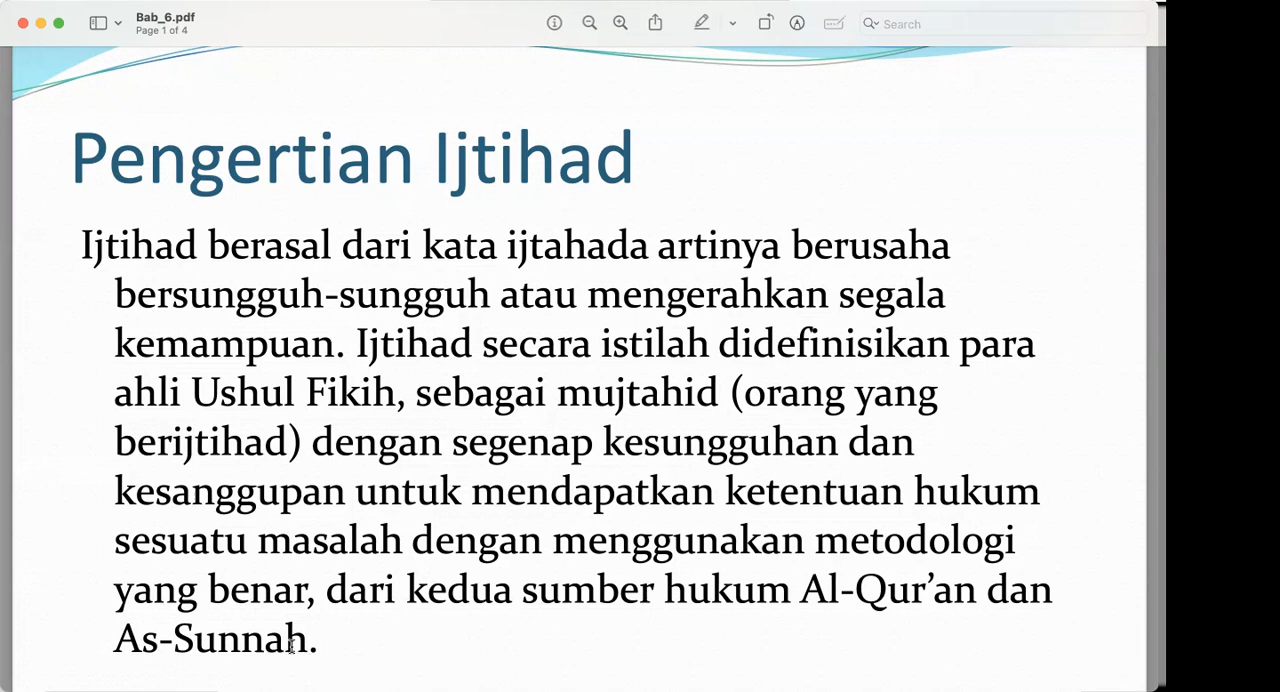 Bab_6.pdf
Page 1 of 4
Search
Pengertian Ijtihad
Ijtihad berasal dari kata ijtahada artinya berusaha
bersungguh-sungguh atau mengerahkan segala
kemampuan. Ijtihad secara istilah didefinisikan para
ahli Ushul Fikih, sebagai mujtahid (orang yang
berijtihad) dengan segenap kesungguhan dan
kesanggupan untuk mendapatkan ketentuan hukum
sesuatu masalah dengan menggunakan metodologi
yang benar, dari kedua sumber hukum Al-Qur’an dan
As-Sunnah.